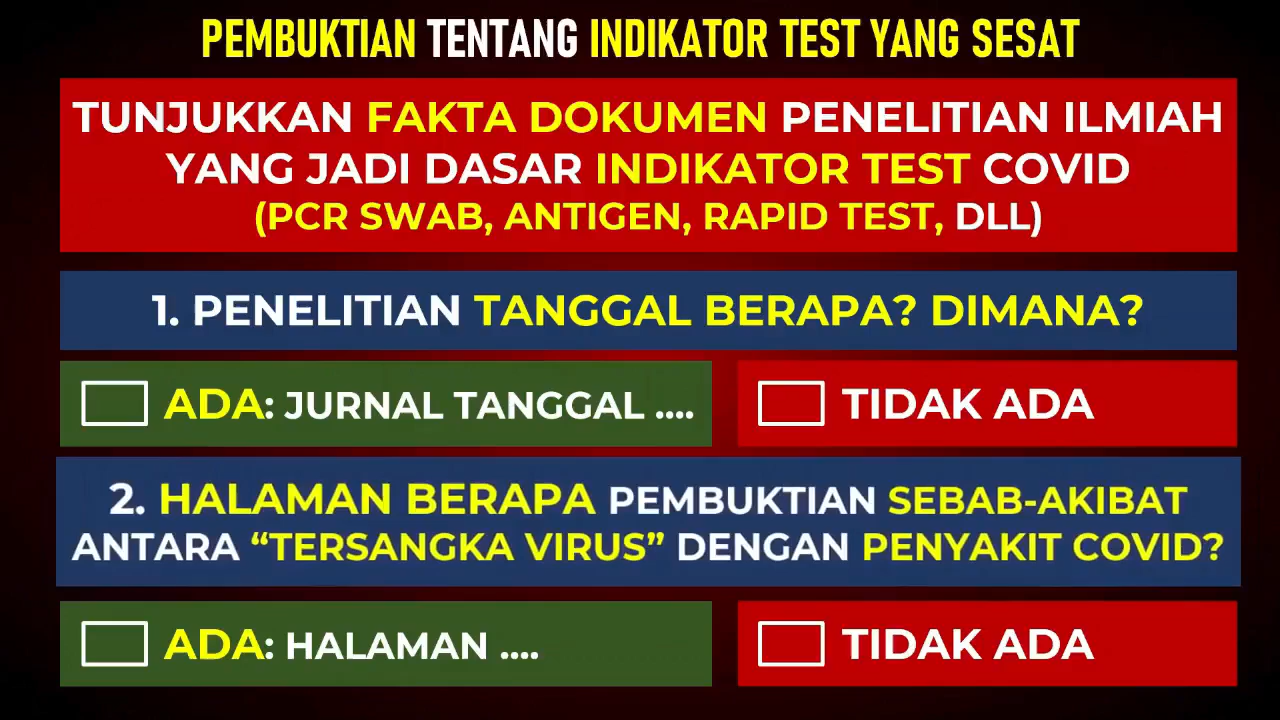 PEMBUKTIAN TENTANG INDIKATOR TEST YANG SESAT
TUNJUKKAN FAKTA DOKUMEN PENELITIAN ILMIAH
YANG JADI DASAR INDIKATOR TEST COVID
(PCR SWAB, ANTIGEN, RAPID TEST, DLL)
1. PENELITIAN TANGGAL BERAPA? DIMANA?
ADA: JURNAL TANGGAL ....
TIDAK ADA
2. HALAMAN BERAPA PEMBUKTIAN SEBAB-AKIBAT
ANTARA “TERSANGKA VIRUS” DENGAN PENYAKIT COVID?
ADA: HALAMAN ....
TIDAK ADA